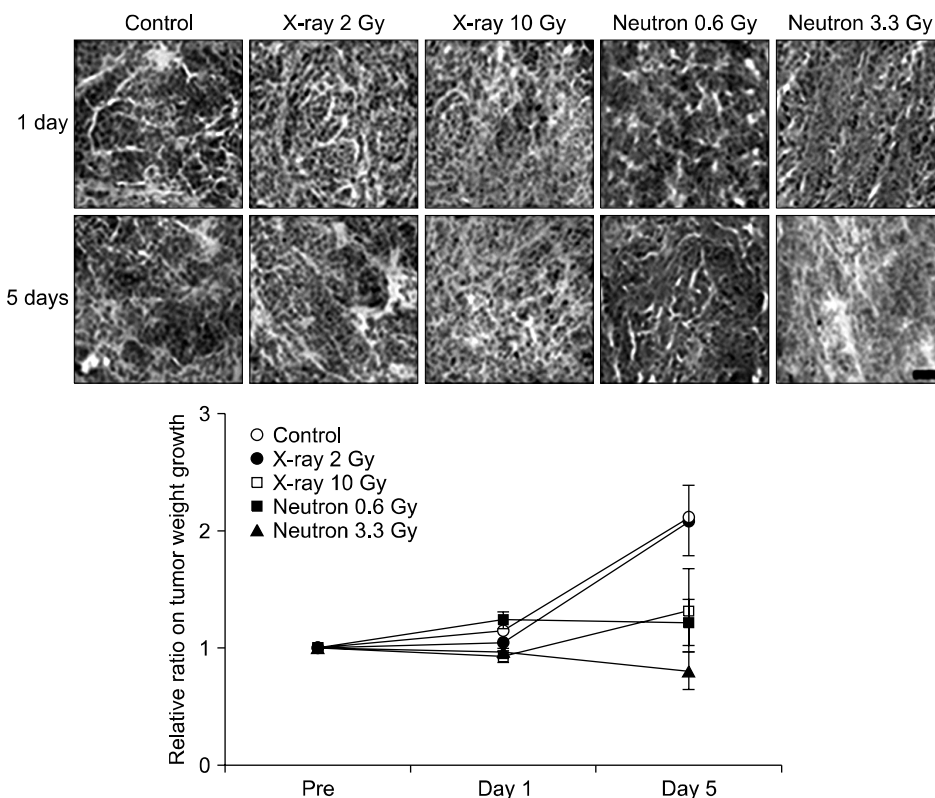 Control X-ray 2 Gy X-ray 10 Gy Neutron 0.6 Gy Neutron 3.3 Gy
1 day
5 days
Relative ratio on tumor weight growth
3
2
1
0
Control
X-ray 2 Gy
X-ray 10 Gy
Neutron 0.6 Gy
Neutron 3.3 Gy
Pre Day 1 Day 5